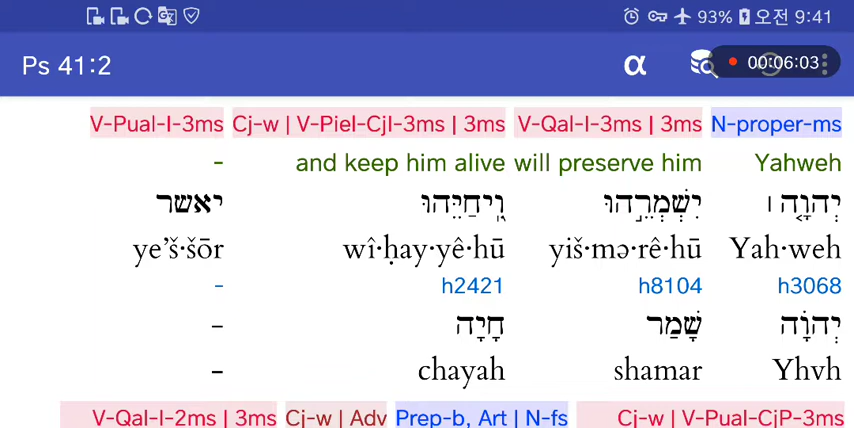 93% 오전 9:41
Ps 41:2 α 00:06:03
V-Pual-I-3ms Cj-w | V-Piel-CjI-3ms | 3ms V-Qal-I-3ms | 3ms N-proper-ms
- and keep him alive will preserve him Yahweh
יְהוָ֤ה ׀ יִשְׁמְרֵ֣הוּ וִֽ֭יחַיֵּהוּ יאשר
ye’š·šōr wî·ḥay·yê·hū yiš·mə·rê·hū Yah·weh
- h2421 h8104 h3068
יְהוָֹ֔ה שָׁמַר חָיָה –
– chayah shamar Yhvh
V-Qal-I-2ms | 3ms Cj-w | Adv Prep-b, Art | N-fs Cj-w | V-Pual-CjP-3ms